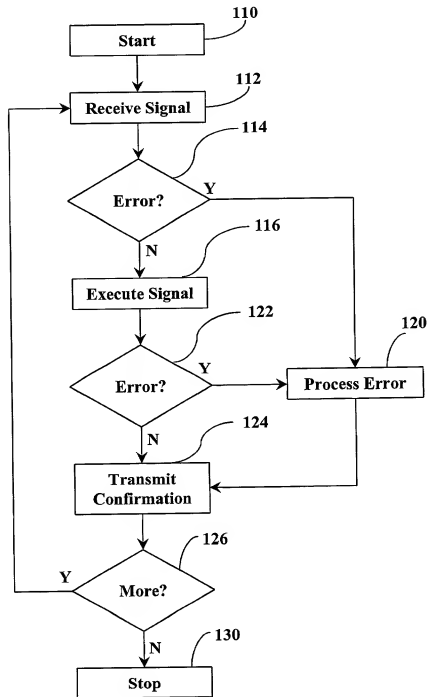 110
Start
112
Receive Signal
114
Error?
Y
N
116
Execute Signal
122
Error?
Y
120
Process Error
N
124
Transmit
Confirmation
126
Y
More?
N
130
Stop